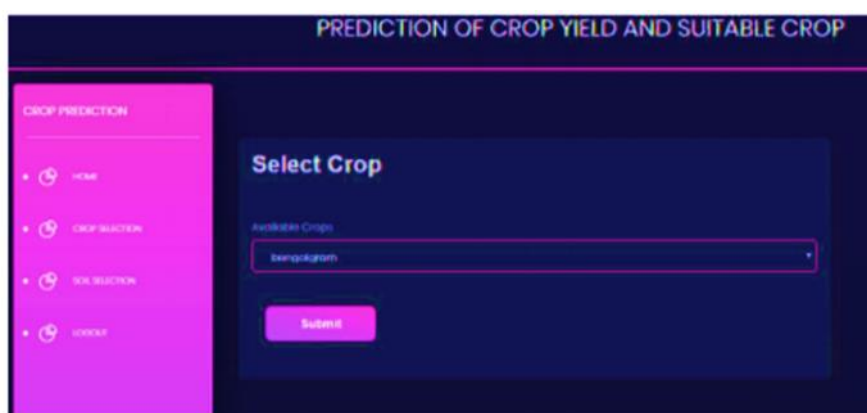 PREDICTION OF CROP YIELD AND SUITABLE CROP
CROP PREDICTION
HOME
CROP SELECTION
SOIL SELECTION
LOGOUT
Select Crop
Available Crops
bengalgram
Submit